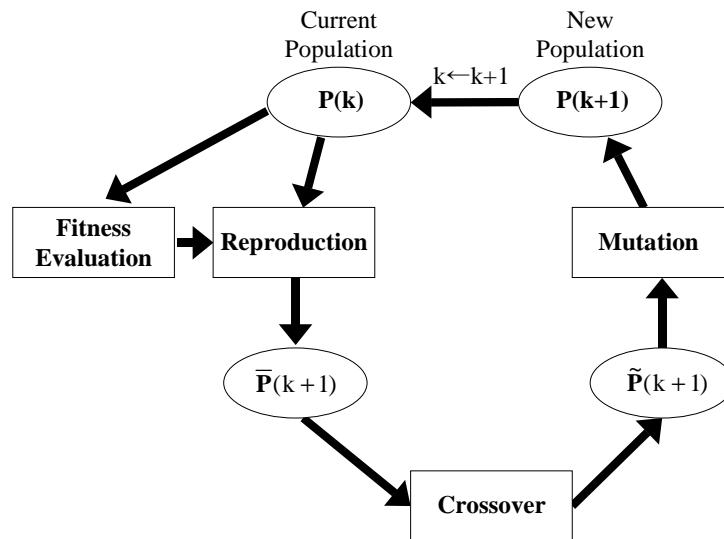 Current
Population
New
Population
k←k+1
P(k)
P(k+1)
Fitness
Evaluation
Reproduction
Mutation
P̅(k + 1)
P̃(k + 1)
Crossover